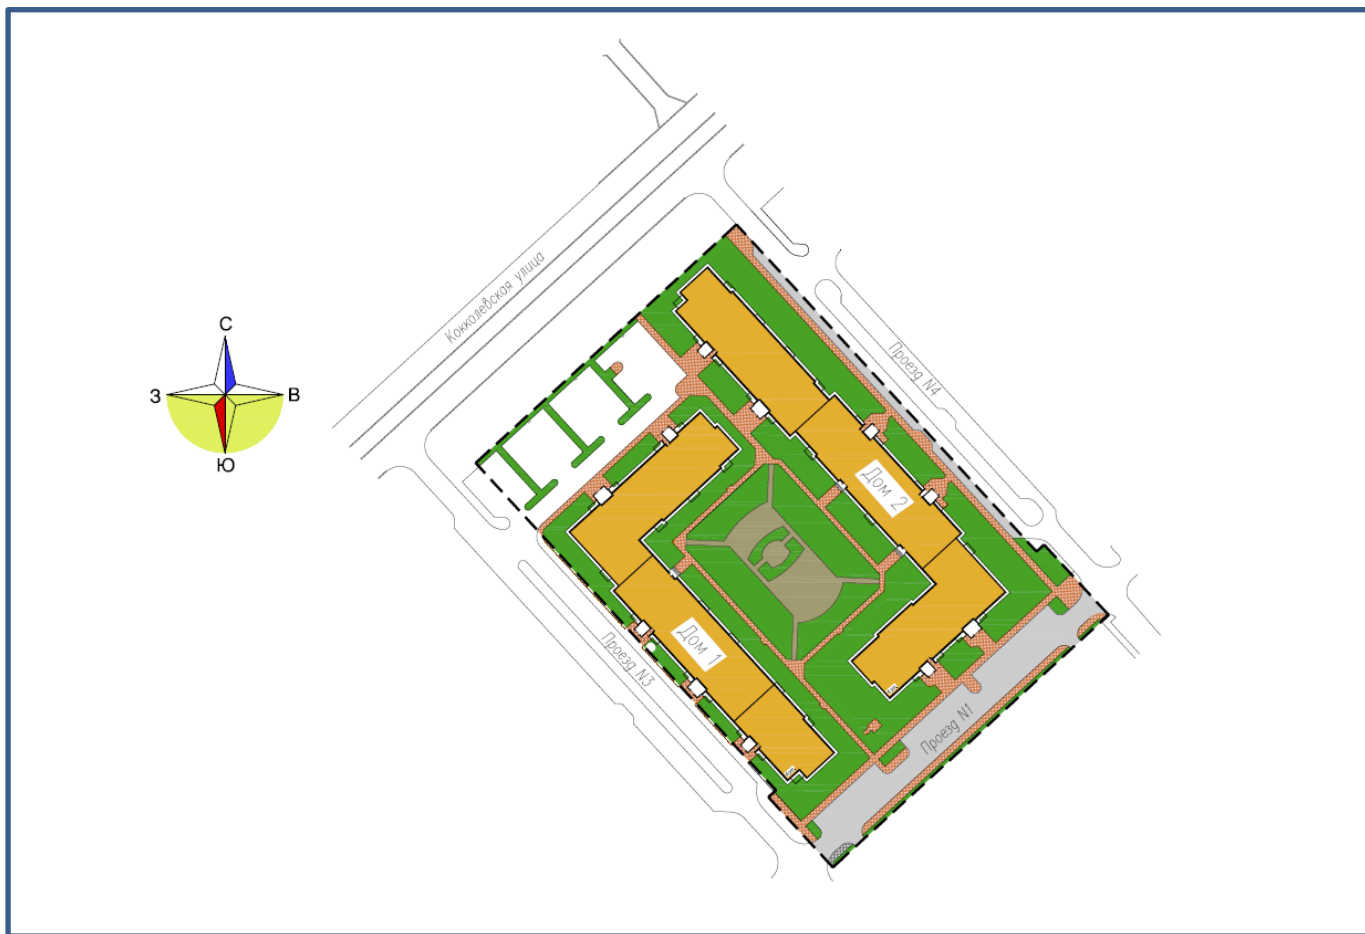 Кокколевская улица
С
З
В
Ю
Проезд N4
Дом 2
Дом 1
Проезд N3
Проезд N1